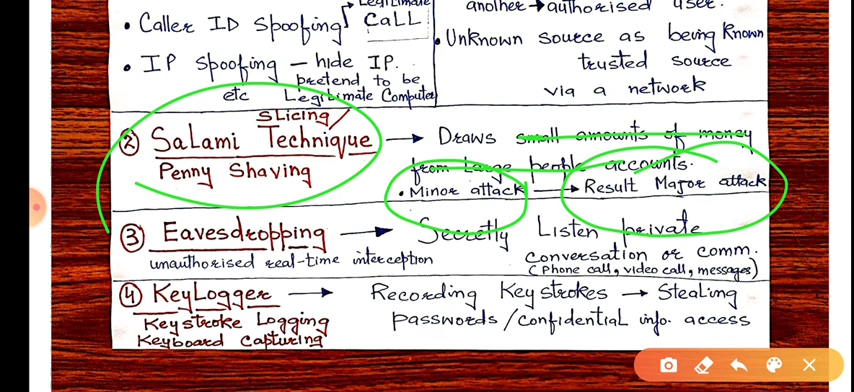 Legitimate
• Caller ID Spoofing
CaLL
• IP Spoofing – hide IP.
pretend to be
etc Legitimate Computer
another → authorised user.
• Unknown source as being known
trusted source
via a network
② SaLami Technique
SLicing
Penny Shaving
→ Draws small amounts of money
from Large people accounts.
• Minor attack → Result Major attack
③ Eavesdropping → Secretly Listen private
unauthorised real-time interception
Conversation or comm.
(Phone call, video call, messages)
④ KeyLogger → Recording Keystrokes → Stealing
Keystroke Logging
Keyboard Capturing
passwords/confidential info. access